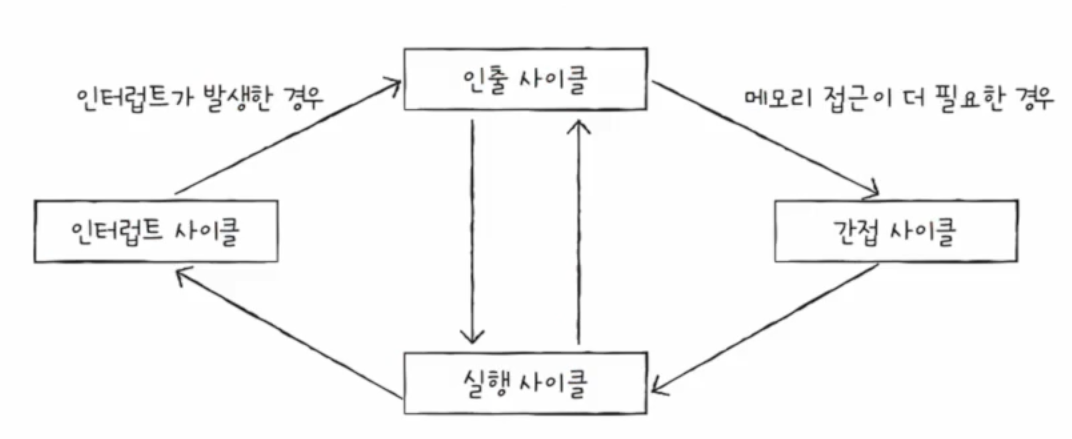 인출 사이클
인터럽트가 발생한 경우
메모리 접근이 더 필요한 경우
인터럽트 사이클
간접 사이클
실행 사이클